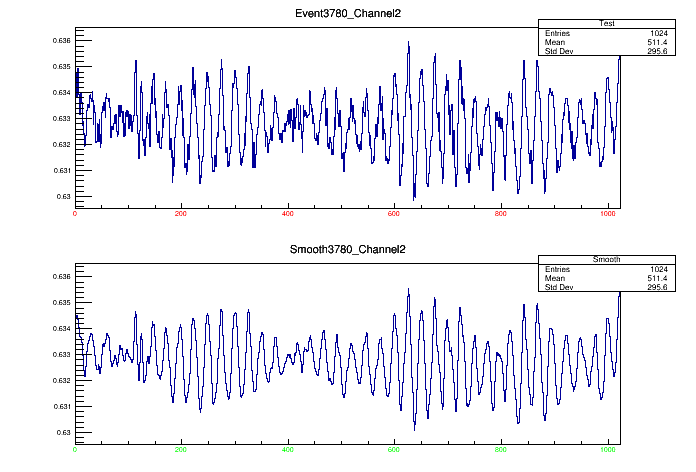 Event3780_Channel2
Test
Entries 1024
Mean 511.4
Std Dev 295.6
0.636
0.635
0.634
0.633
0.632
0.631
0.63
0 200 400 600 800 1000
Smooth3780_Channel2
Smooth
Entries 1024
Mean 511.4
Std Dev 295.6
0.636
0.635
0.634
0.633
0.632
0.631
0.63
0 200 400 600 800 1000